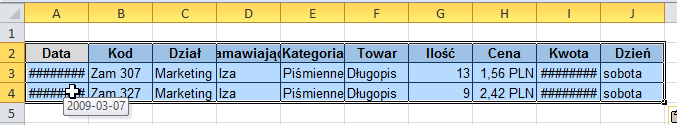 A B C D E F G H I J
1
2 Data Kod Dział amawiając Kategoria Towar Ilość Cena Kwota Dzień
3 ######## Zam 307 Marketing Iza Piśmienne Długopis 13 1,56 PLN ######## sobota
4 ######## Zam 327 Marketing Iza Piśmienne Długopis 9 2,42 PLN ######## sobota
2009-03-07
5